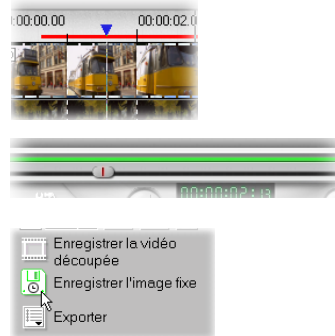 00:00:00.00
00:00:02.0
00:00:02:13
Enregistrer la vidéo
découpée
Enregistrer l'image fixe
Exporter